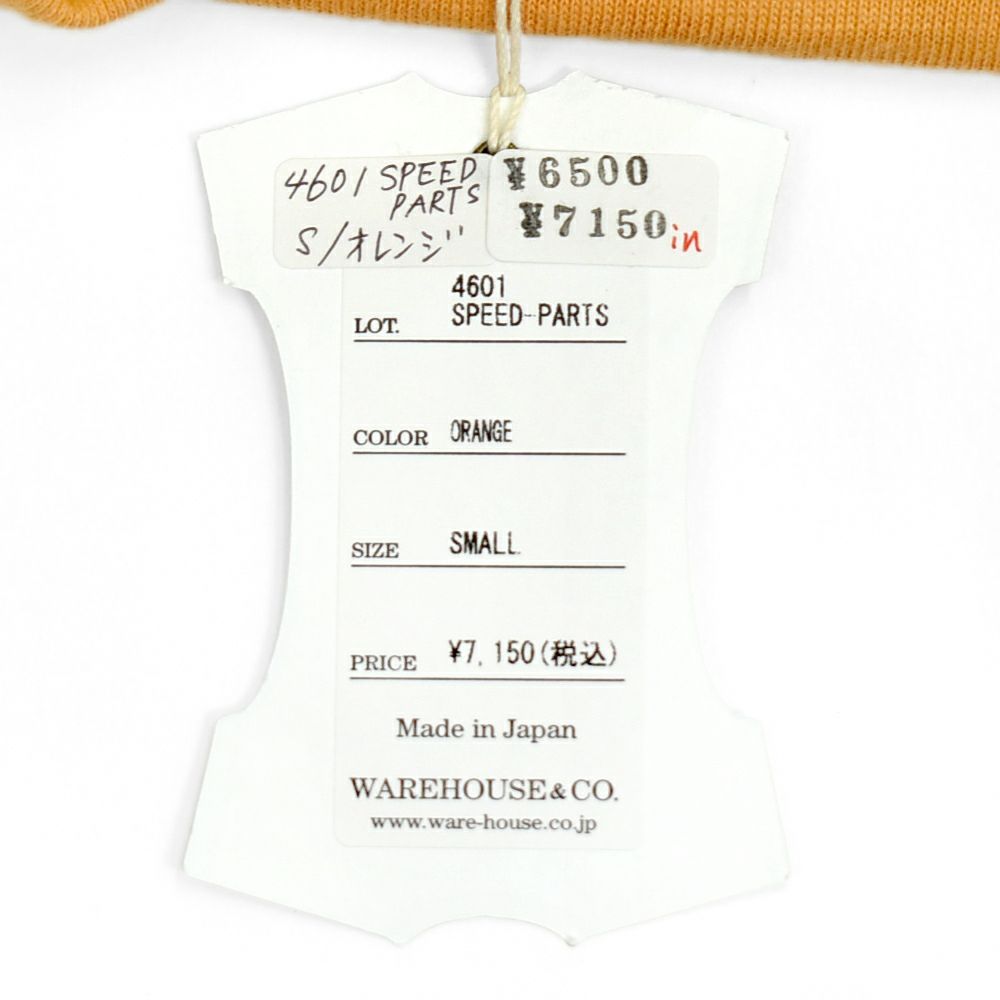 4601 SPEED
PARTS
S/オレンジ
¥6500
¥7150in
4601
LOT. SPEED-PARTS
COLOR ORANGE
SIZE SMALL
PRICE ¥7,150(税込)
Made in Japan
WAREHOUSE & CO.
www.ware-house.co.jp